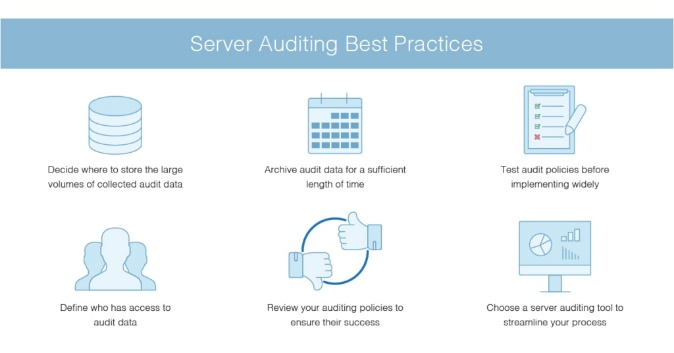 Server Auditing Best Practices
Decide where to store the large
volumes of collected audit data
Archive audit data for a sufficient
length of time
Test audit policies before
implementing widely
Define who has access to
audit data
Review your auditing policies to
ensure their success
Choose a server auditing tool to
streamline your process